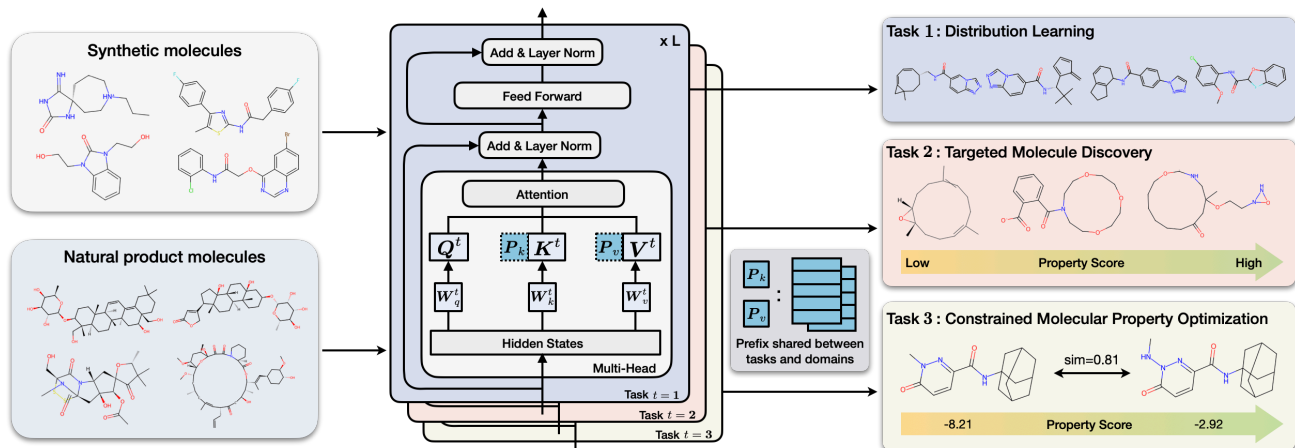 Synthetic molecules
Natural product molecules
x L
Add & Layer Norm
Feed Forward
Add & Layer Norm
Attention
Q^t
P_k K^t
P_v V^t
W_q^t
W_k^t
W_v^t
Hidden States
Multi-Head
Task t = 1
Task t = 2
Task t = 3
P_k
P_v
:
Prefix shared between
tasks and domains
Task 1 : Distribution Learning
Task 2 : Targeted Molecule Discovery
Low Property Score High
Task 3 : Constrained Molecular Property Optimization
sim=0.81
-8.21 Property Score -2.92